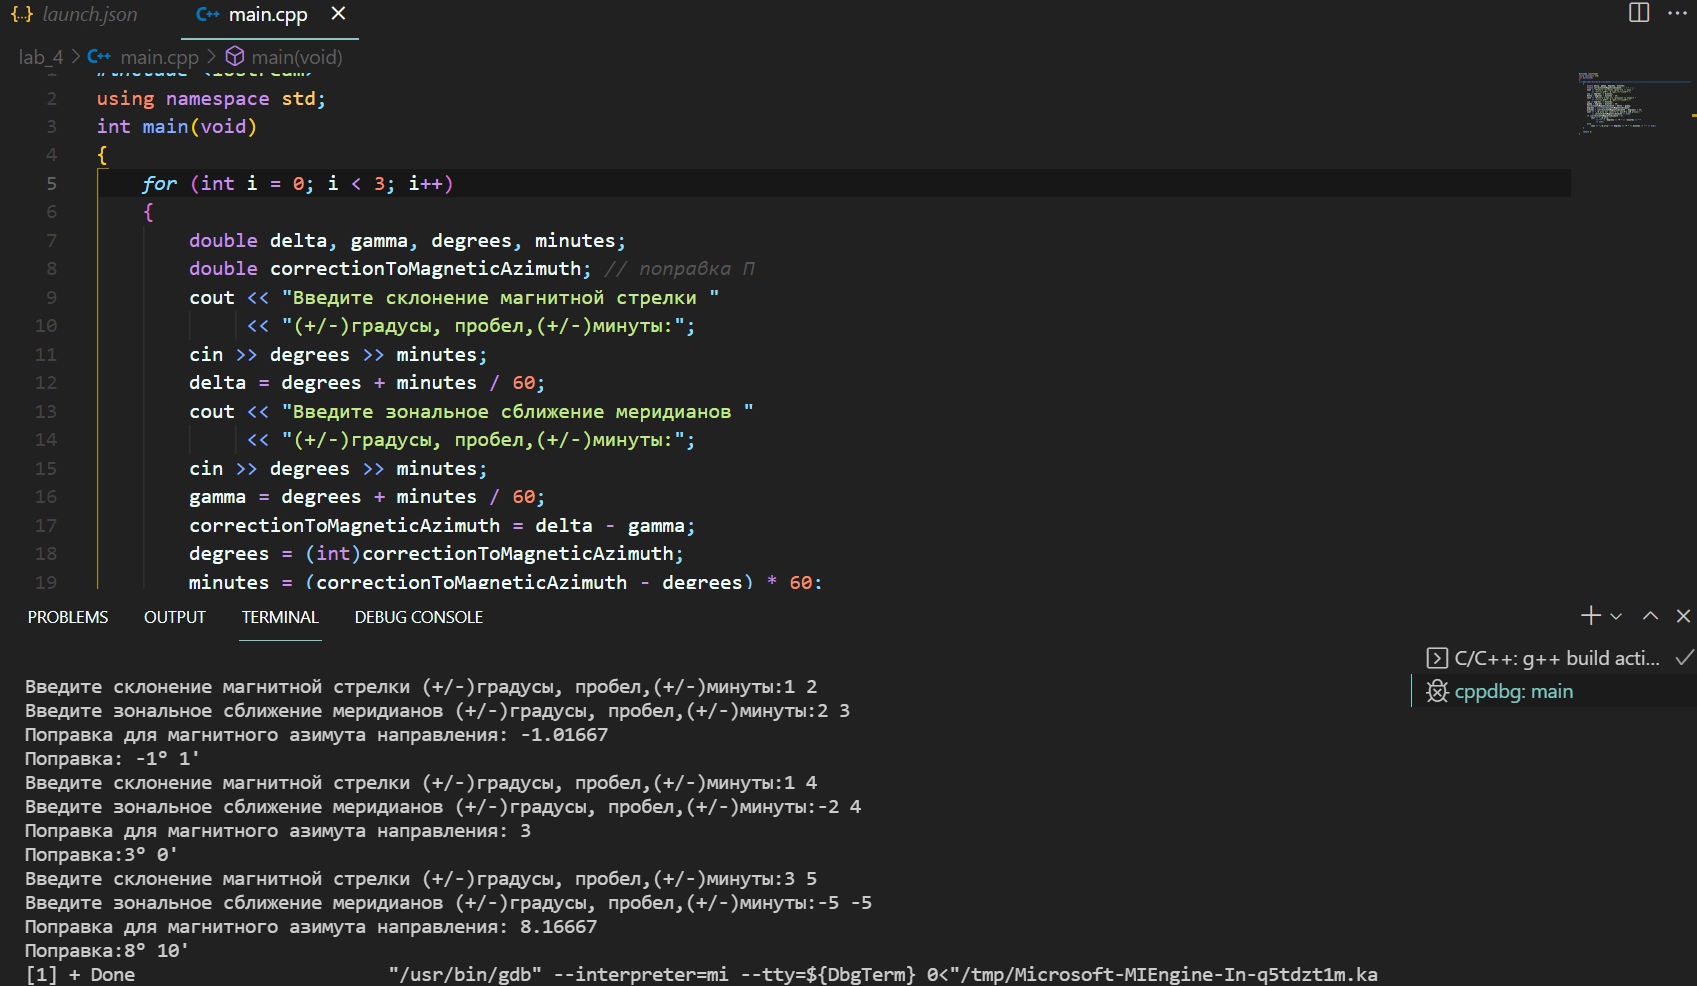 launch.json
main.cpp
lab_4 > main.cpp > main(void)
1 #include <iostream>
2 using namespace std;
3 int main(void)
4 {
5 for (int i = 0; i < 3; i++)
6 {
7 double delta, gamma, degrees, minutes;
8 double correctionToMagneticAzimuth; // поправка П
9 cout << "Введите склонение магнитной стрелки "
10 << "(+/-)градусы, пробел,(+/-)минуты:";
11 cin >> degrees >> minutes;
12 delta = degrees + minutes / 60;
13 cout << "Введите зональное сближение меридианов "
14 << "(+/-)градусы, пробел,(+/-)минуты:";
15 cin >> degrees >> minutes;
16 gamma = degrees + minutes / 60;
17 correctionToMagneticAzimuth = delta - gamma;
18 degrees = (int)correctionToMagneticAzimuth;
19 minutes = (correctionToMagneticAzimuth - degrees) * 60;
PROBLEMS OUTPUT TERMINAL DEBUG CONSOLE
C/C++: g++ build acti...
cppdbg: main
Введите склонение магнитной стрелки (+/-)градусы, пробел,(+/-)минуты:1 2
Введите зональное сближение меридианов (+/-)градусы, пробел,(+/-)минуты:2 3
Поправка для магнитного азимута направления: -1.01667
Поправка: -1° 1'
Введите склонение магнитной стрелки (+/-)градусы, пробел,(+/-)минуты:1 4
Введите зональное сближение меридианов (+/-)градусы, пробел,(+/-)минуты:-2 4
Поправка для магнитного азимута направления: 3
Поправка:3° 0'
Введите склонение магнитной стрелки (+/-)градусы, пробел,(+/-)минуты:3 5
Введите зональное сближение меридианов (+/-)градусы, пробел,(+/-)минуты:-5 -5
Поправка для магнитного азимута направления: 8.16667
Поправка:8° 10'
[1] + Done "/usr/bin/gdb" --interpreter=mi --tty=${DbgTerm} 0<"/tmp/Microsoft-MIEngine-In-q5tdzt1m.ka